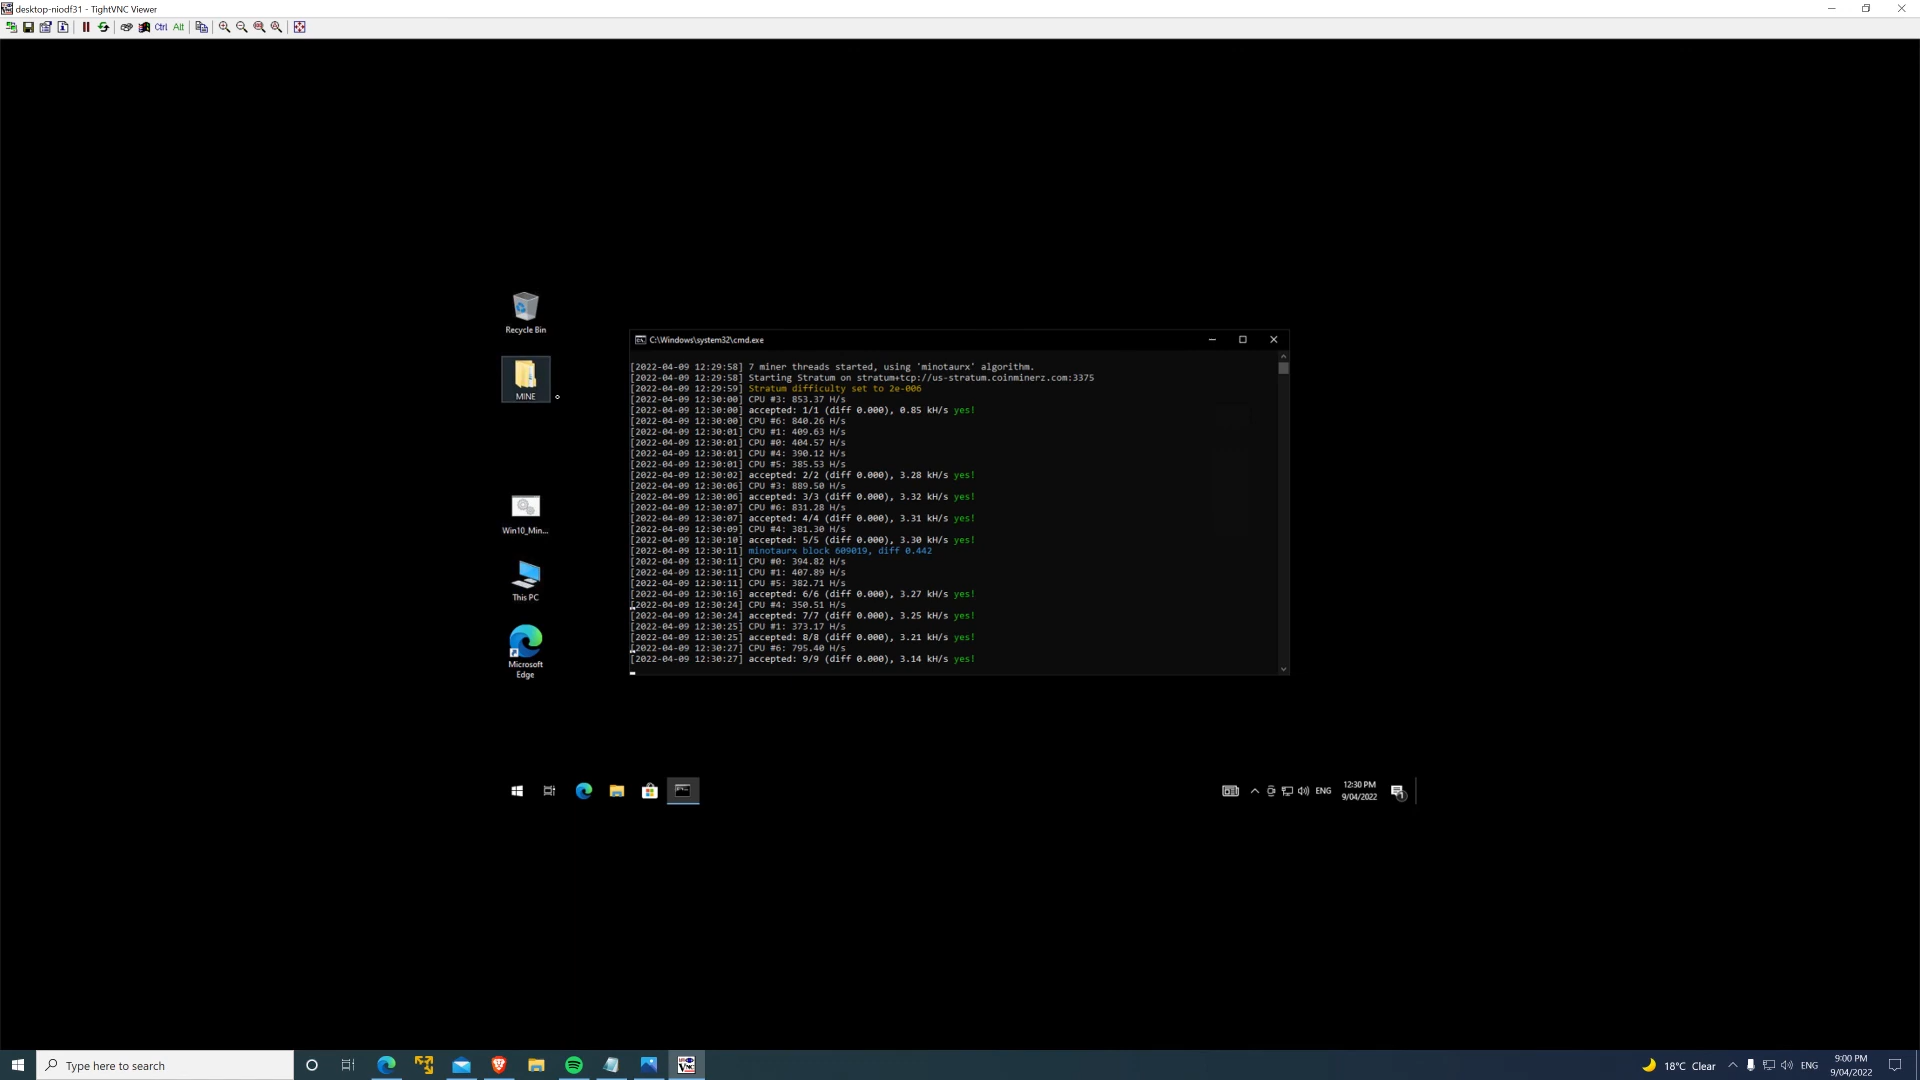 desktop-niodf31 - TightVNC Viewer
Ctrl Alt
Recycle Bin
MINE
Win10_Min...
This PC
Microsoft
Edge
C:\Windows\system32\cmd.exe
[2022-04-09 12:29:58] 7 miner threads started, using 'minotaurx' algorithm.
[2022-04-09 12:29:58] Starting Stratum on stratum+tcp://us-stratum.coinminerz.com:3375
[2022-04-09 12:29:59] Stratum difficulty set to 2e-006
[2022-04-09 12:30:00] CPU #3: 853.37 H/s
[2022-04-09 12:30:00] accepted: 1/1 (diff 0.000), 0.85 kH/s yes!
[2022-04-09 12:30:00] CPU #6: 840.26 H/s
[2022-04-09 12:30:01] CPU #1: 409.63 H/s
[2022-04-09 12:30:01] CPU #0: 404.57 H/s
[2022-04-09 12:30:01] CPU #4: 390.12 H/s
[2022-04-09 12:30:01] CPU #5: 385.53 H/s
[2022-04-09 12:30:02] accepted: 2/2 (diff 0.000), 3.28 kH/s yes!
[2022-04-09 12:30:06] CPU #3: 889.50 H/s
[2022-04-09 12:30:06] accepted: 3/3 (diff 0.000), 3.32 kH/s yes!
[2022-04-09 12:30:07] CPU #6: 831.28 H/s
[2022-04-09 12:30:07] accepted: 4/4 (diff 0.000), 3.31 kH/s yes!
[2022-04-09 12:30:09] CPU #4: 381.30 H/s
[2022-04-09 12:30:10] accepted: 5/5 (diff 0.000), 3.30 kH/s yes!
[2022-04-09 12:30:11] minotaurx block 609019, diff 0.442
[2022-04-09 12:30:11] CPU #0: 394.82 H/s
[2022-04-09 12:30:11] CPU #1: 407.89 H/s
[2022-04-09 12:30:11] CPU #5: 382.71 H/s
[2022-04-09 12:30:16] accepted: 6/6 (diff 0.000), 3.27 kH/s yes!
[2022-04-09 12:30:24] CPU #4: 350.51 H/s
[2022-04-09 12:30:24] accepted: 7/7 (diff 0.000), 3.25 kH/s yes!
[2022-04-09 12:30:25] CPU #1: 373.17 H/s
[2022-04-09 12:30:25] accepted: 8/8 (diff 0.000), 3.21 kH/s yes!
[2022-04-09 12:30:27] CPU #6: 795.40 H/s
[2022-04-09 12:30:27] accepted: 9/9 (diff 0.000), 3.14 kH/s yes!
ENG
12:30 PM
9/04/2022
1
Type here to search
VNC
18°C Clear
ENG
9:00 PM
9/04/2022